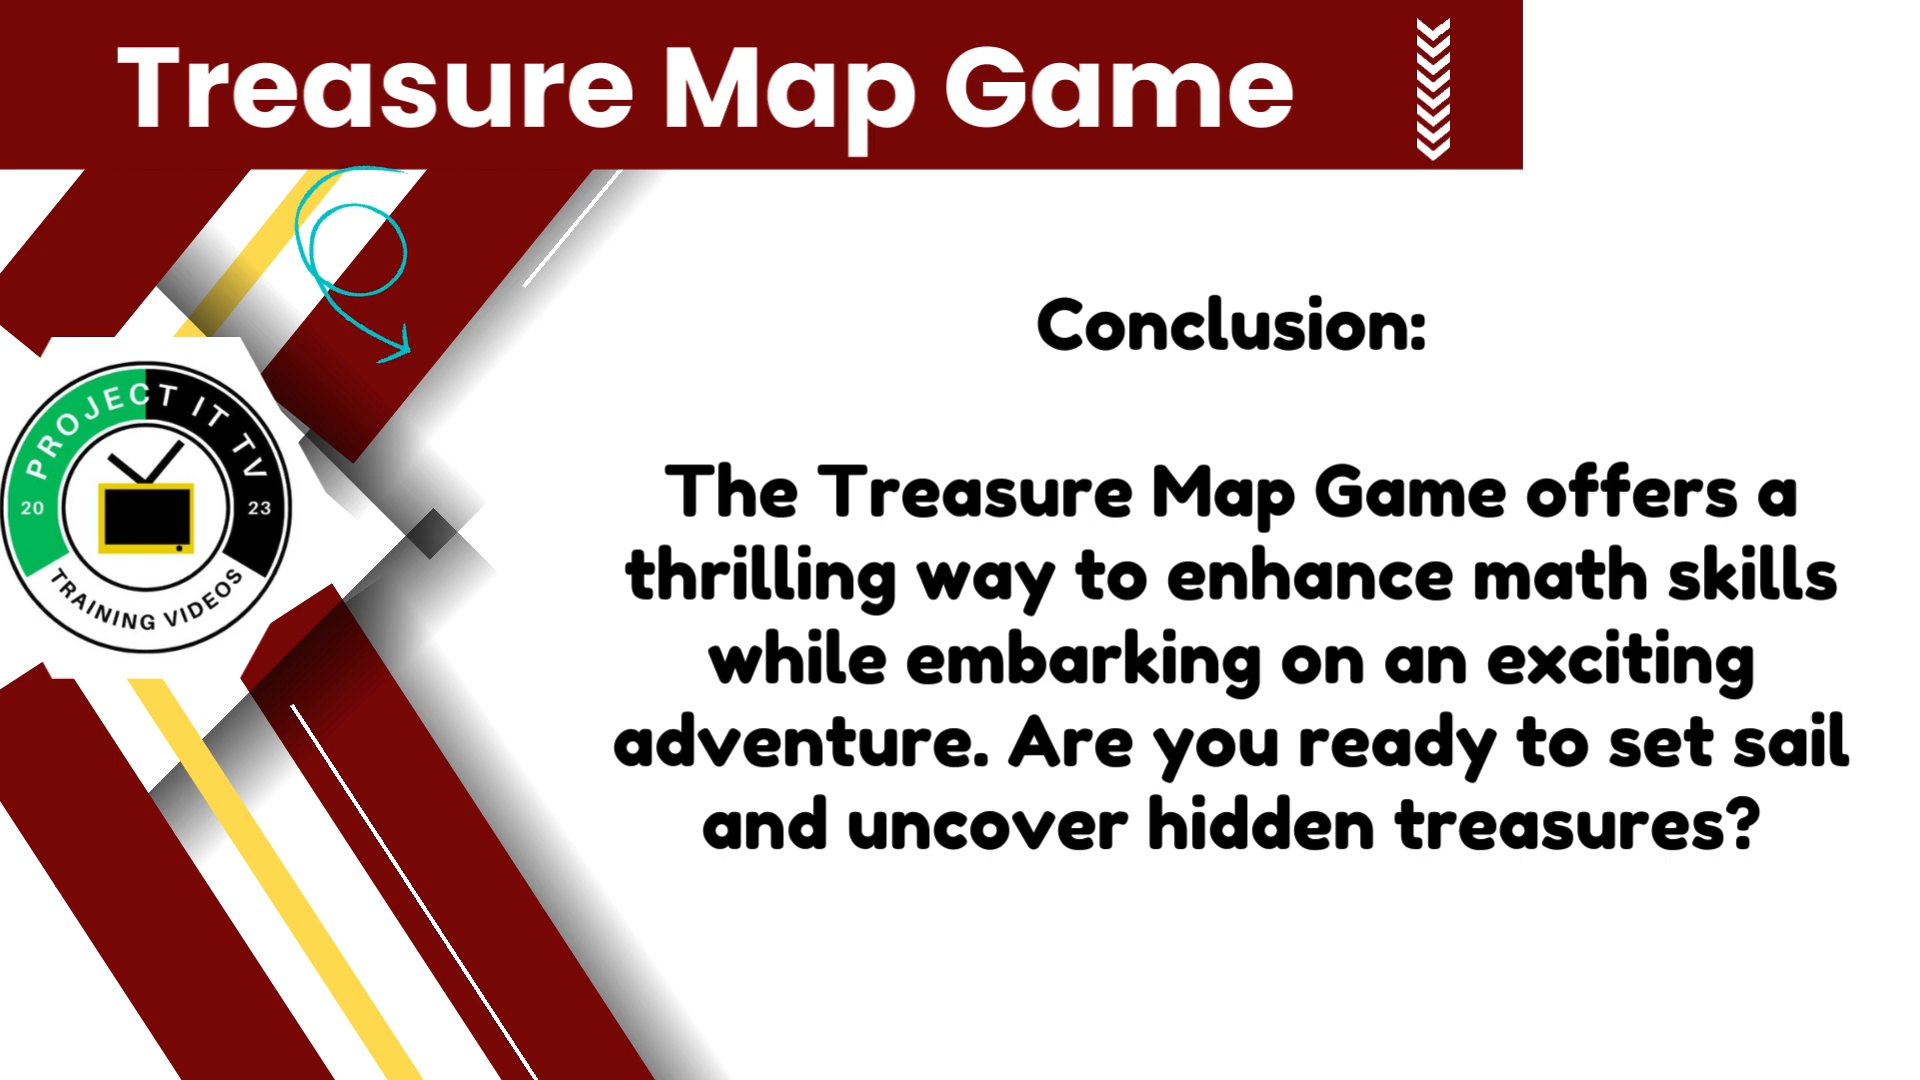 Treasure Map Game
PROJECT IT TV
20 23
TRAINING VIDEOS
Conclusion:
The Treasure Map Game offers a
thrilling way to enhance math skills
while embarking on an exciting
adventure. Are you ready to set sail
and uncover hidden treasures?